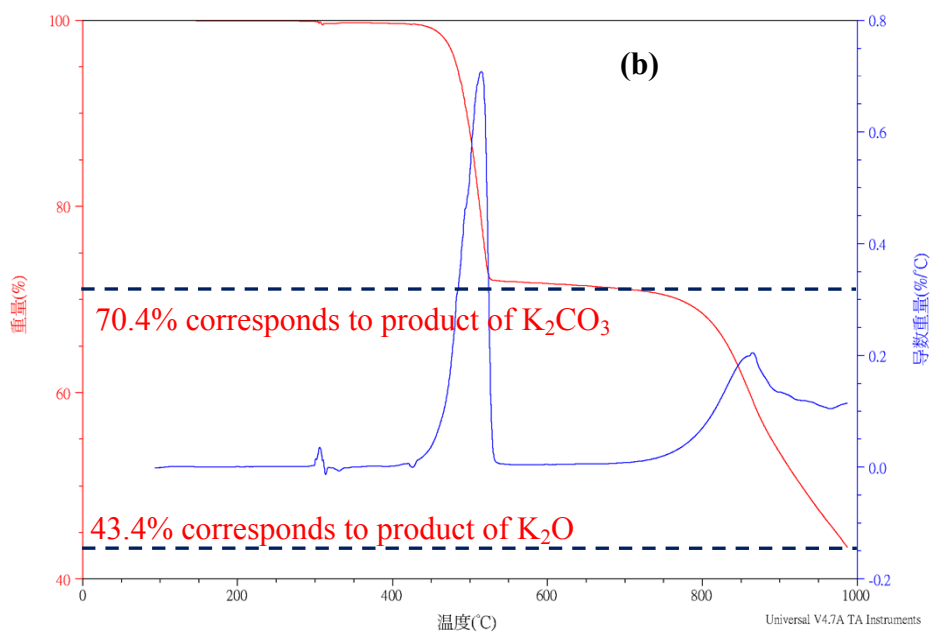 (b)
100
80
60
40
重量(%)
0.8
0.6
0.4
0.2
0.0
-0.2
导数重量(%/℃)
70.4% corresponds to product of K₂CO₃
43.4% corresponds to product of K₂O
0
200
400
600
800
1000
温度(℃)
Universal V4.7A TA Instruments